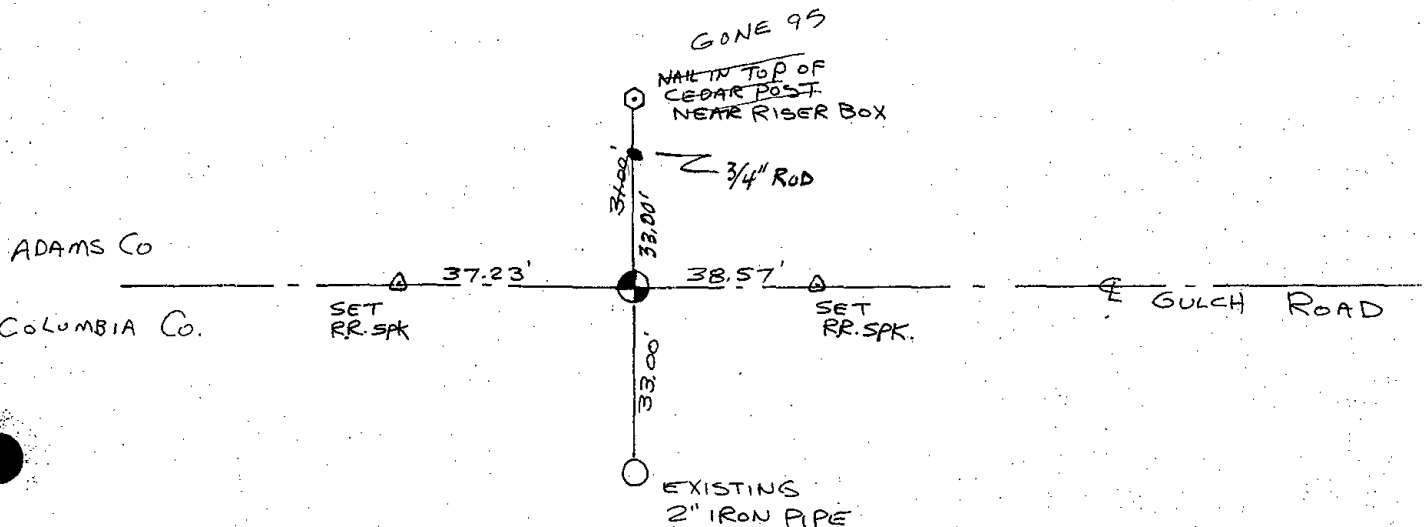 GONE 95
NAIL IN TOP OF
CEDAR POST
NEAR RISER BOX
31.00'
33.00'
3/4" ROD
ADAMS CO
37.23'
38.57'
SET
RR. SPK
SET
RR. SPK.
℄ GULCH ROAD
COLUMBIA CO.
33.00'
EXISTING
2" IRON PIPE